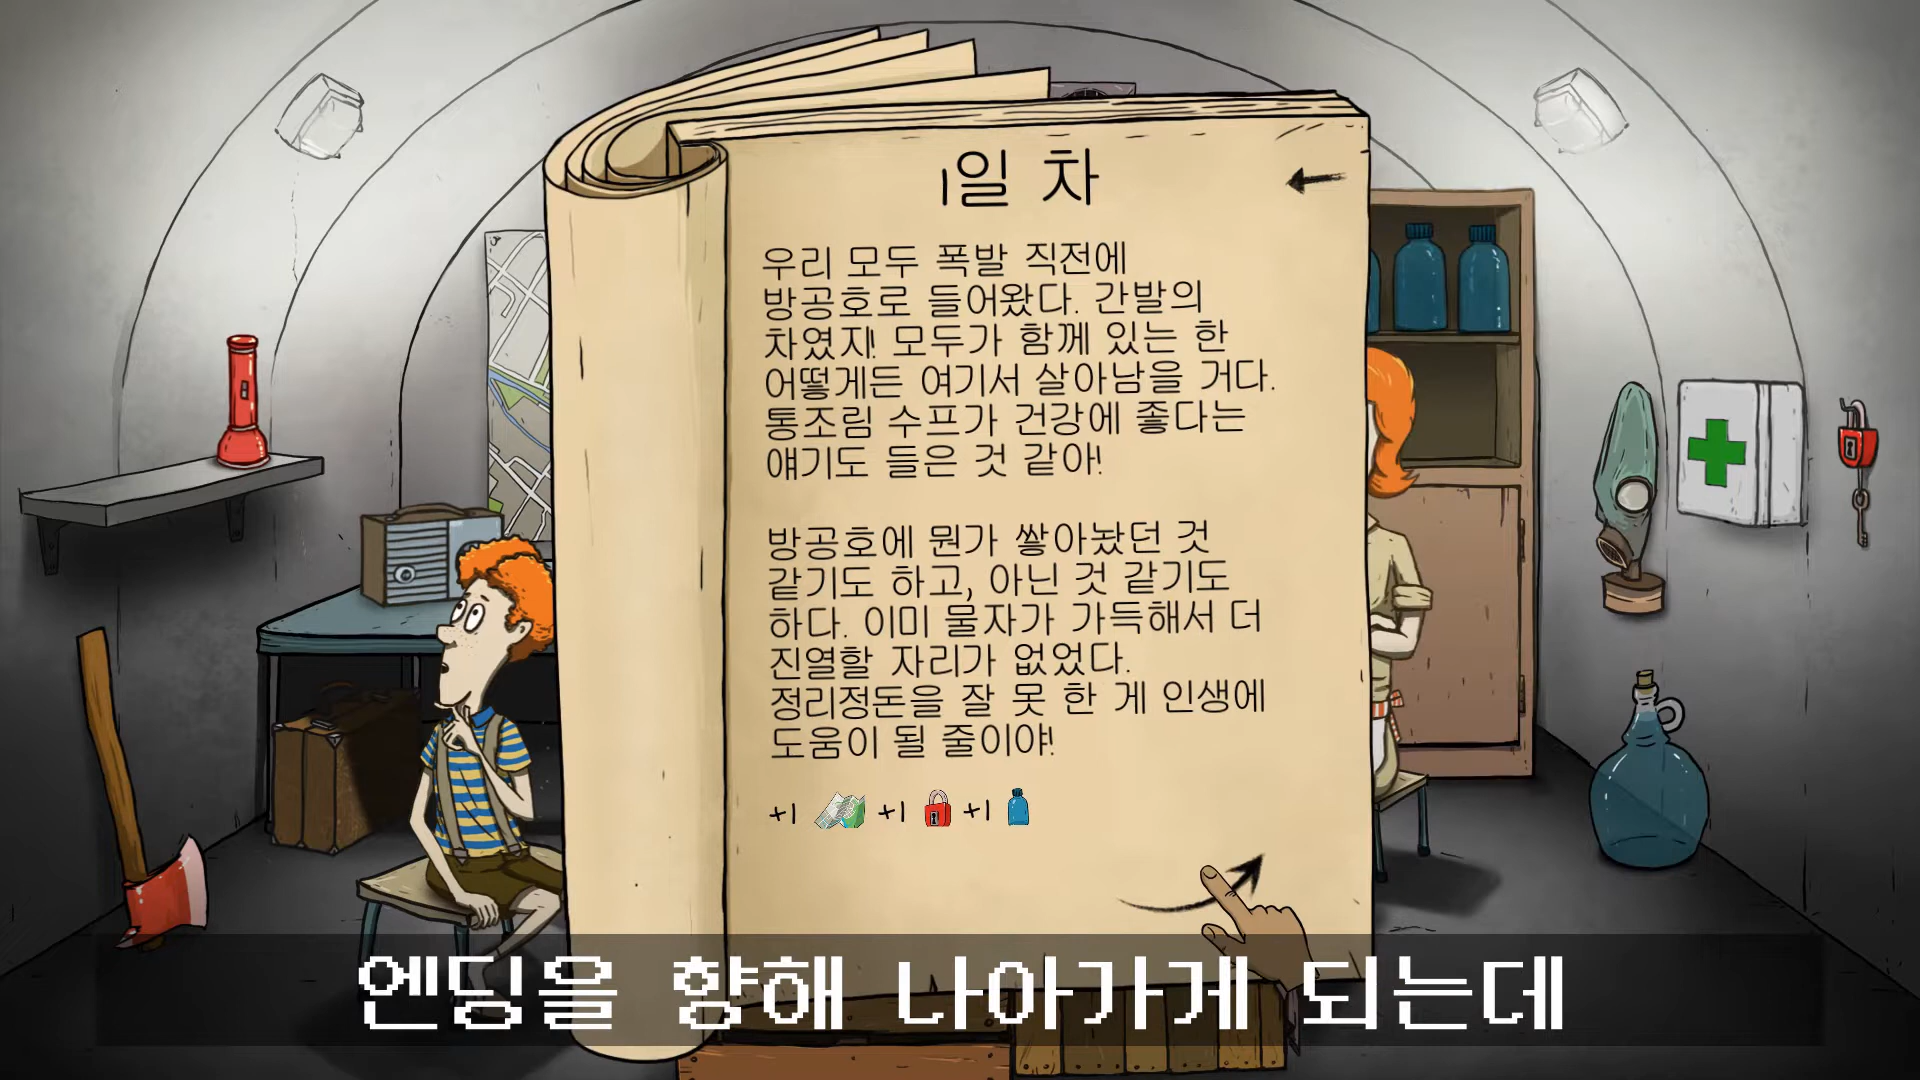 1일 차
우리 모두 폭발 직전에
방공호로 들어왔다. 간발의
차였지! 모두가 함께 있는 한
어떻게든 여기서 살아남을 거다.
통조림 수프가 건강에 좋다는
얘기도 들은 것 같아!
방공호에 뭔가 쌓아놨던 것
같기도 하고, 아닌 것 같기도
하다. 이미 물자가 가득해서 더
진열할 자리가 없었다.
정리정돈을 잘 못 한 게 인생에
도움이 될 줄이야!
+1 +1 +1
엔딩을 향해 나아가게 되는데